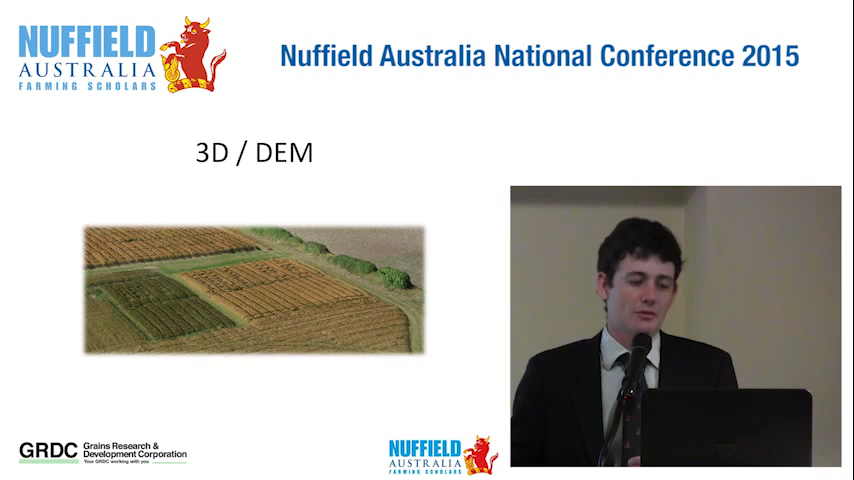 NUFFIELD
AUSTRALIA
FARMING SCHOLARS
Nuffield Australia National Conference 2015
3D / DEM
GRDC
Grains Research &
Development Corporation
Your GRDC working with you
NUFFIELD
AUSTRALIA
FARMING SCHOLARS